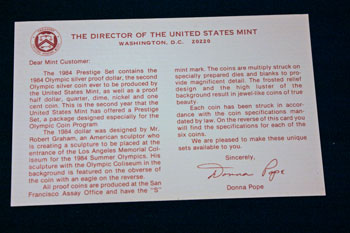 THE DIRECTOR OF THE UNITED STATES MINT
WASHINGTON, D.C. 20220
Dear Mint Customer:
The 1984 Prestige Set contains the
1984 Olympic silver proof dollar, the second
Olympic silver coin ever to be produced by
the United States Mint, as well as a proof
half dollar, quarter, dime, nickel and one
cent coin. This is the second year that the
United States Mint has offered a Prestige
Set, a package designed especially for the
Olympic Coin Program.
The 1984 dollar was designed by Mr.
Robert Graham, an American sculptor who
is creating a sculpture to be placed at the
entrance of the Los Angeles Memorial Col-
iseum for the 1984 Summer Olympics. His
sculpture with the Olympic Coliseum in the
background is featured on the obverse of
the coin with an eagle on the reverse.
All proof coins are produced at the San
Francisco Assay Office and have the "S"
mint mark. The coins are multiply struck on
specially prepared dies and blanks to pro-
vide magnificent detail. The frosted relief
design and the high luster of the
background result in jewel-like coins of true
beauty.
Each coin has been struck in accor-
dance with the coin specifications man-
dated by law. On the reverse of this card you
will find the specifications for each of the
six coins.
We are pleased to make these unique
sets available to you.
Sincerely,
Donna Pope
Donna Pope